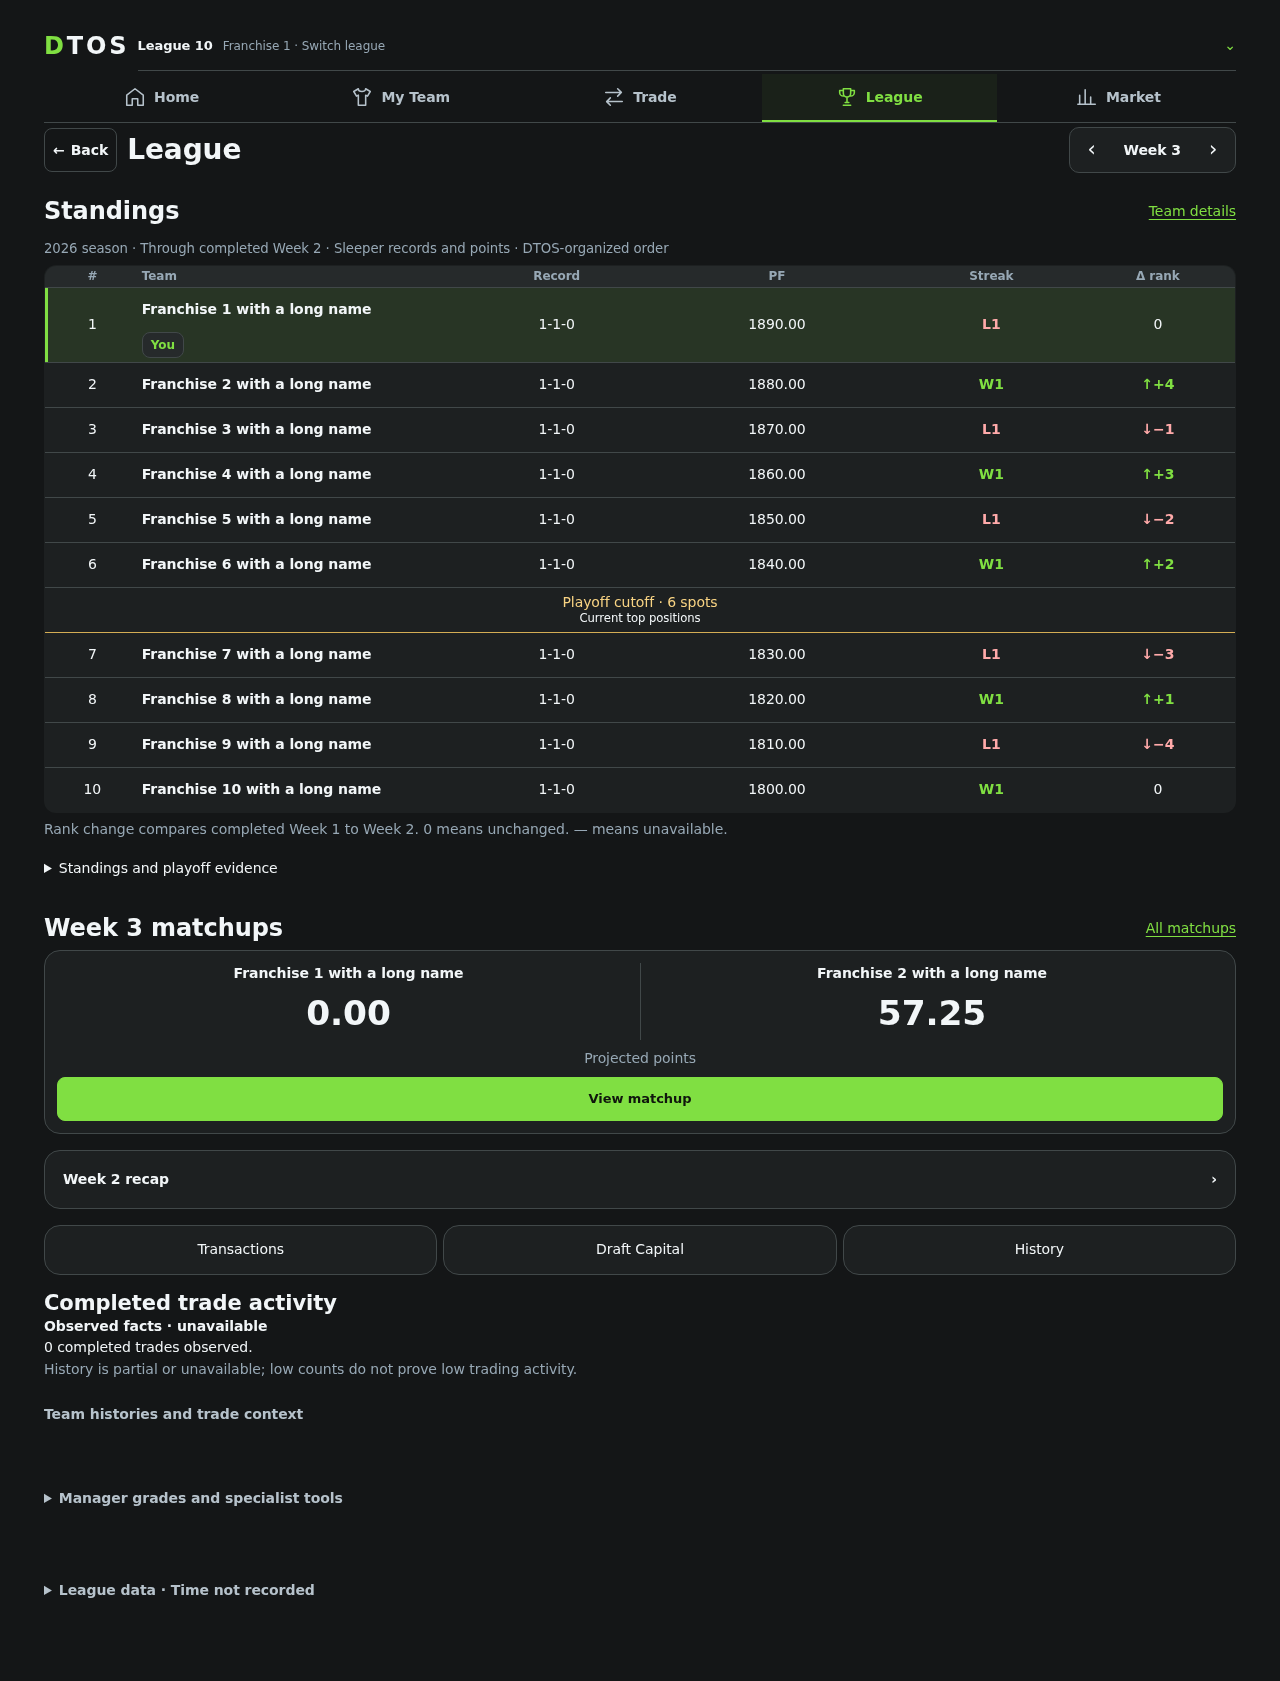 DTOS League 10 Franchise 1 · Switch league ⌄
Home My Team Trade League Market
← Back League ‹ Week 3 ›
Standings Team details
2026 season · Through completed Week 2 · Sleeper records and points · DTOS-organized order
# Team Record PF Streak Δ rank
1 Franchise 1 with a long name 1-1-0 1890.00 L1 0
You
2 Franchise 2 with a long name 1-1-0 1880.00 W1 ↑+4
3 Franchise 3 with a long name 1-1-0 1870.00 L1 ↓−1
4 Franchise 4 with a long name 1-1-0 1860.00 W1 ↑+3
5 Franchise 5 with a long name 1-1-0 1850.00 L1 ↓−2
6 Franchise 6 with a long name 1-1-0 1840.00 W1 ↑+2
Playoff cutoff · 6 spots
Current top positions
7 Franchise 7 with a long name 1-1-0 1830.00 L1 ↓−3
8 Franchise 8 with a long name 1-1-0 1820.00 W1 ↑+1
9 Franchise 9 with a long name 1-1-0 1810.00 L1 ↓−4
10 Franchise 10 with a long name 1-1-0 1800.00 W1 0
Rank change compares completed Week 1 to Week 2. 0 means unchanged. — means unavailable.
▶ Standings and playoff evidence
Week 3 matchups All matchups
Franchise 1 with a long name Franchise 2 with a long name
0.00 57.25
Projected points
View matchup
Week 2 recap ›
Transactions Draft Capital History
Completed trade activity
Observed facts · unavailable
0 completed trades observed.
History is partial or unavailable; low counts do not prove low trading activity.
Team histories and trade context
▶ Manager grades and specialist tools
▶ League data · Time not recorded